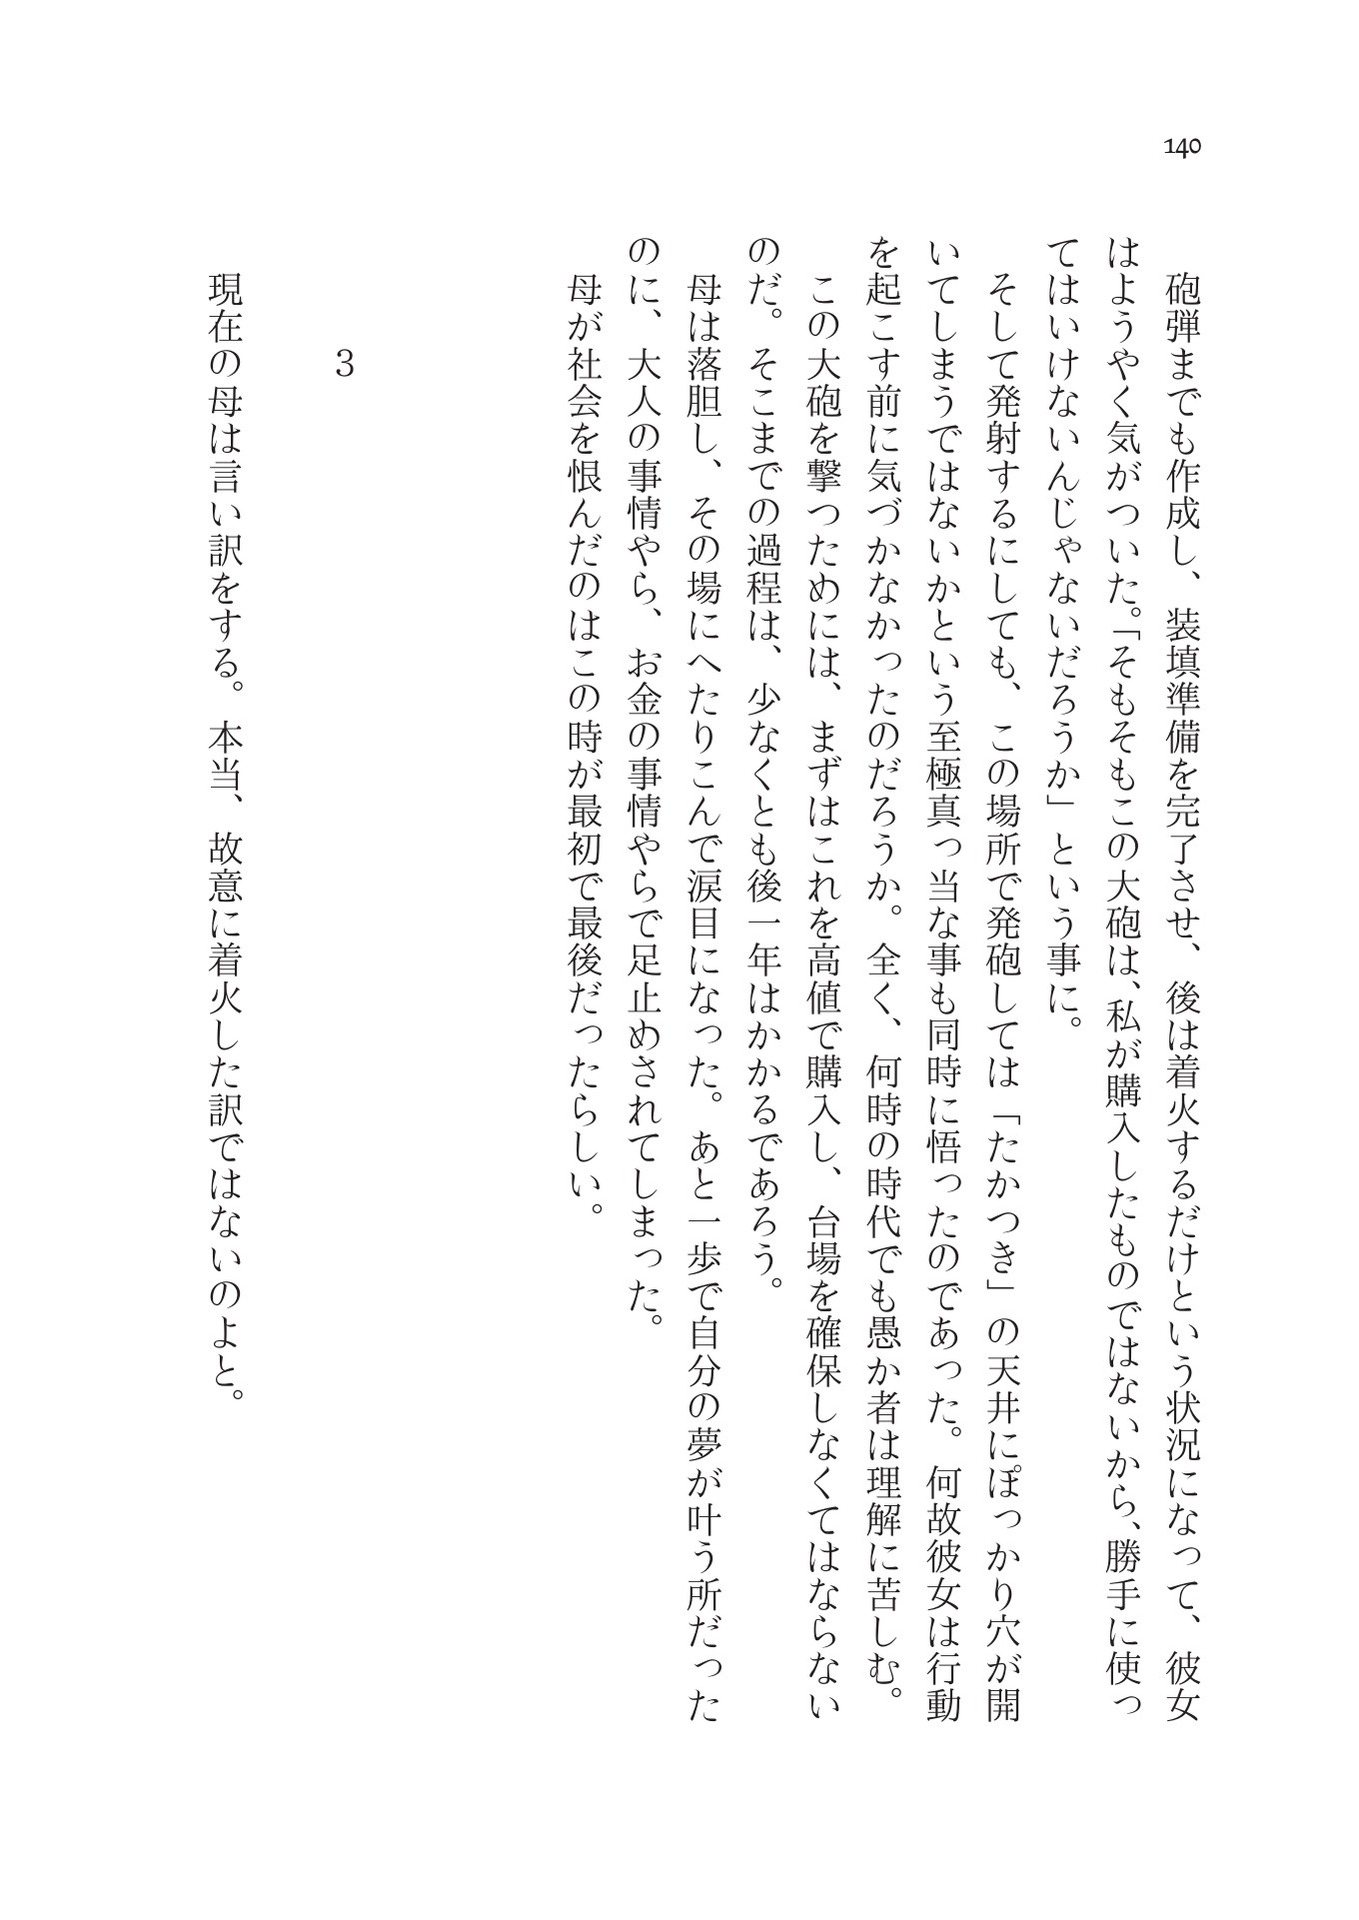 140
　砲弾までも作成し、装填準備を完了させ、後は着火するだけという状況になって、彼女
はようやく気がついた。「そもそもこの大砲は、私が購入したものではないから、勝手に使っ
てはいけないんじゃないだろうか」という事に。
　そして発射するにしても、この場所で発砲しては「たかつき」の天井にぽっかり穴が開
いてしまうではないかという至極真っ当な事も同時に悟ったのであった。何故彼女は行動
を起こす前に気づかなかったのだろうか。全く、何時の時代でも愚か者は理解に苦しむ。
　この大砲を撃つためには、まずはこれを高値で購入し、台場を確保しなくてはならない
のだ。そこまでの過程は、少なくとも後一年はかかるであろう。
　母は落胆し、その場にへたりこんで涙目になった。あと一歩で自分の夢が叶う所だった
のに、大人の事情やら、お金の事情やらで足止めされてしまった。
　母が社会を恨んだのはこの時が最初で最後だったらしい。
3
　現在の母は言い訳をする。本当、故意に着火した訳ではないのよと。